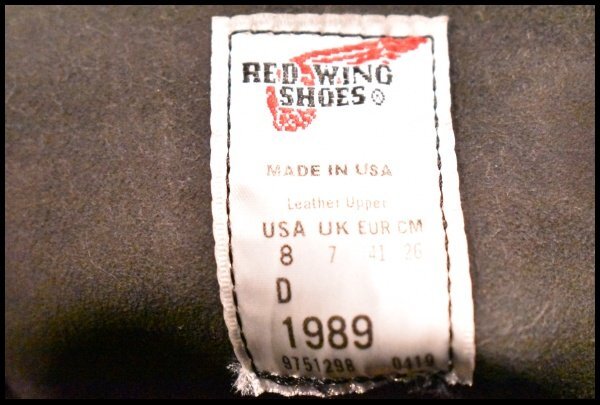 RED WING
SHOES®
MADE IN USA
Leather Upper
USA UK EUR CM
8 7 41 26
D
1989
9751298 0419